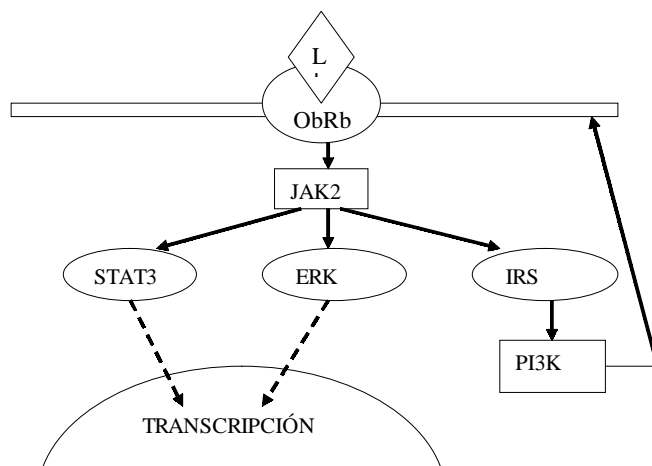 L
ObRb
JAK2
STAT3
ERK
IRS
PI3K
TRANSCRIPCIÓN